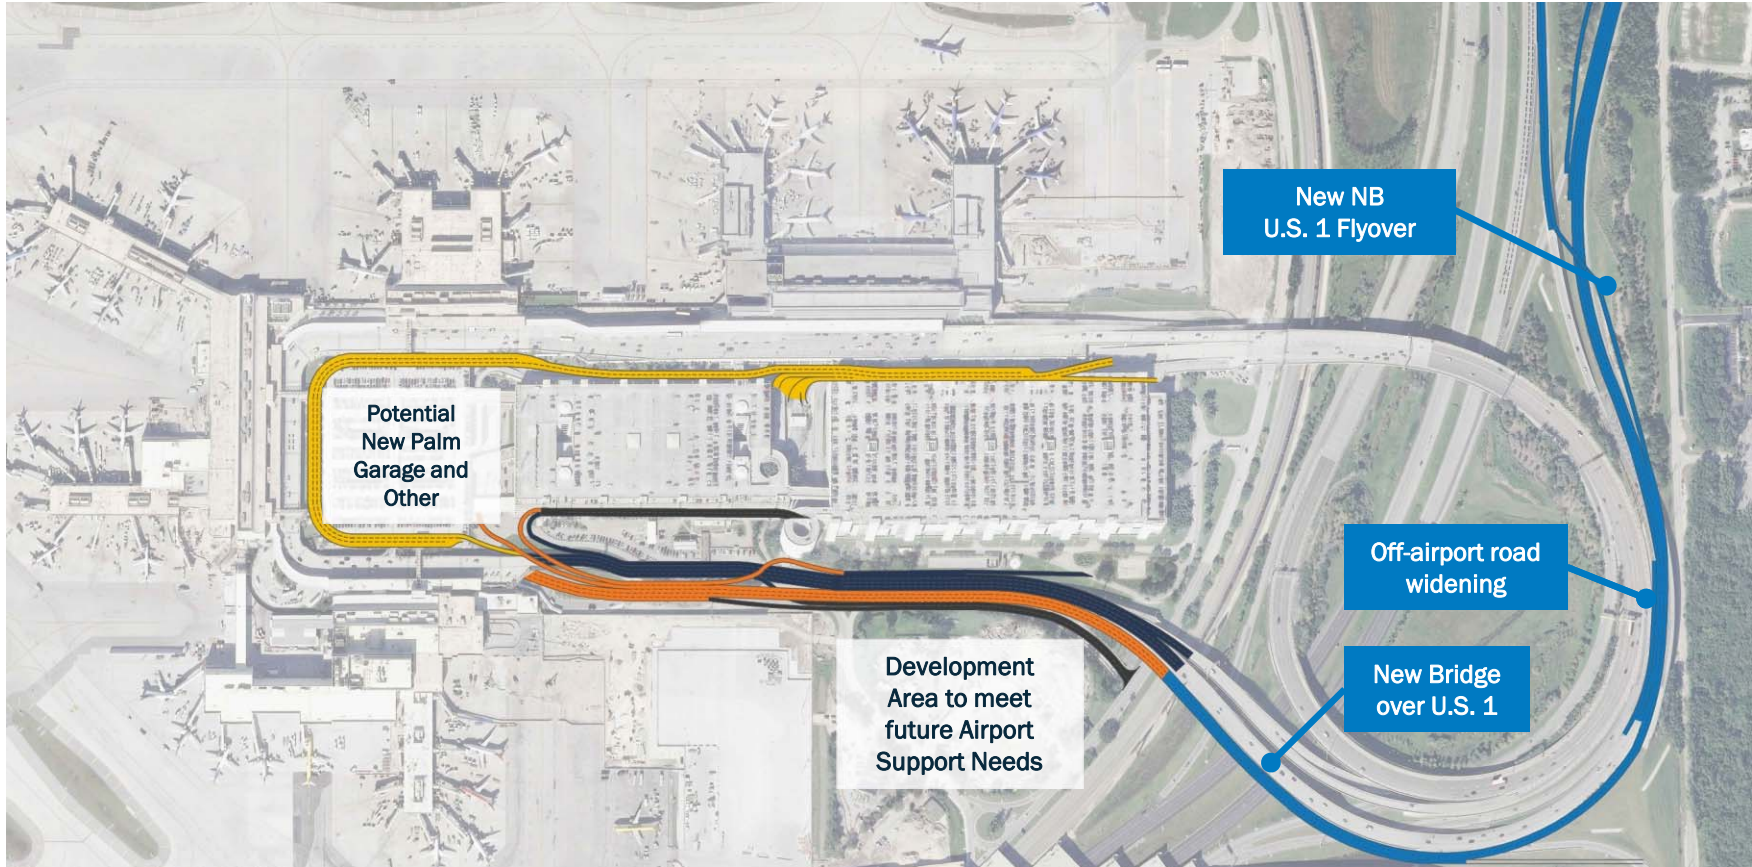 New NB
U.S. 1 Flyover
Potential
New Palm
Garage and
Other
Off-airport road
widening
Development
Area to meet
future Airport
Support Needs
New Bridge
over U.S. 1